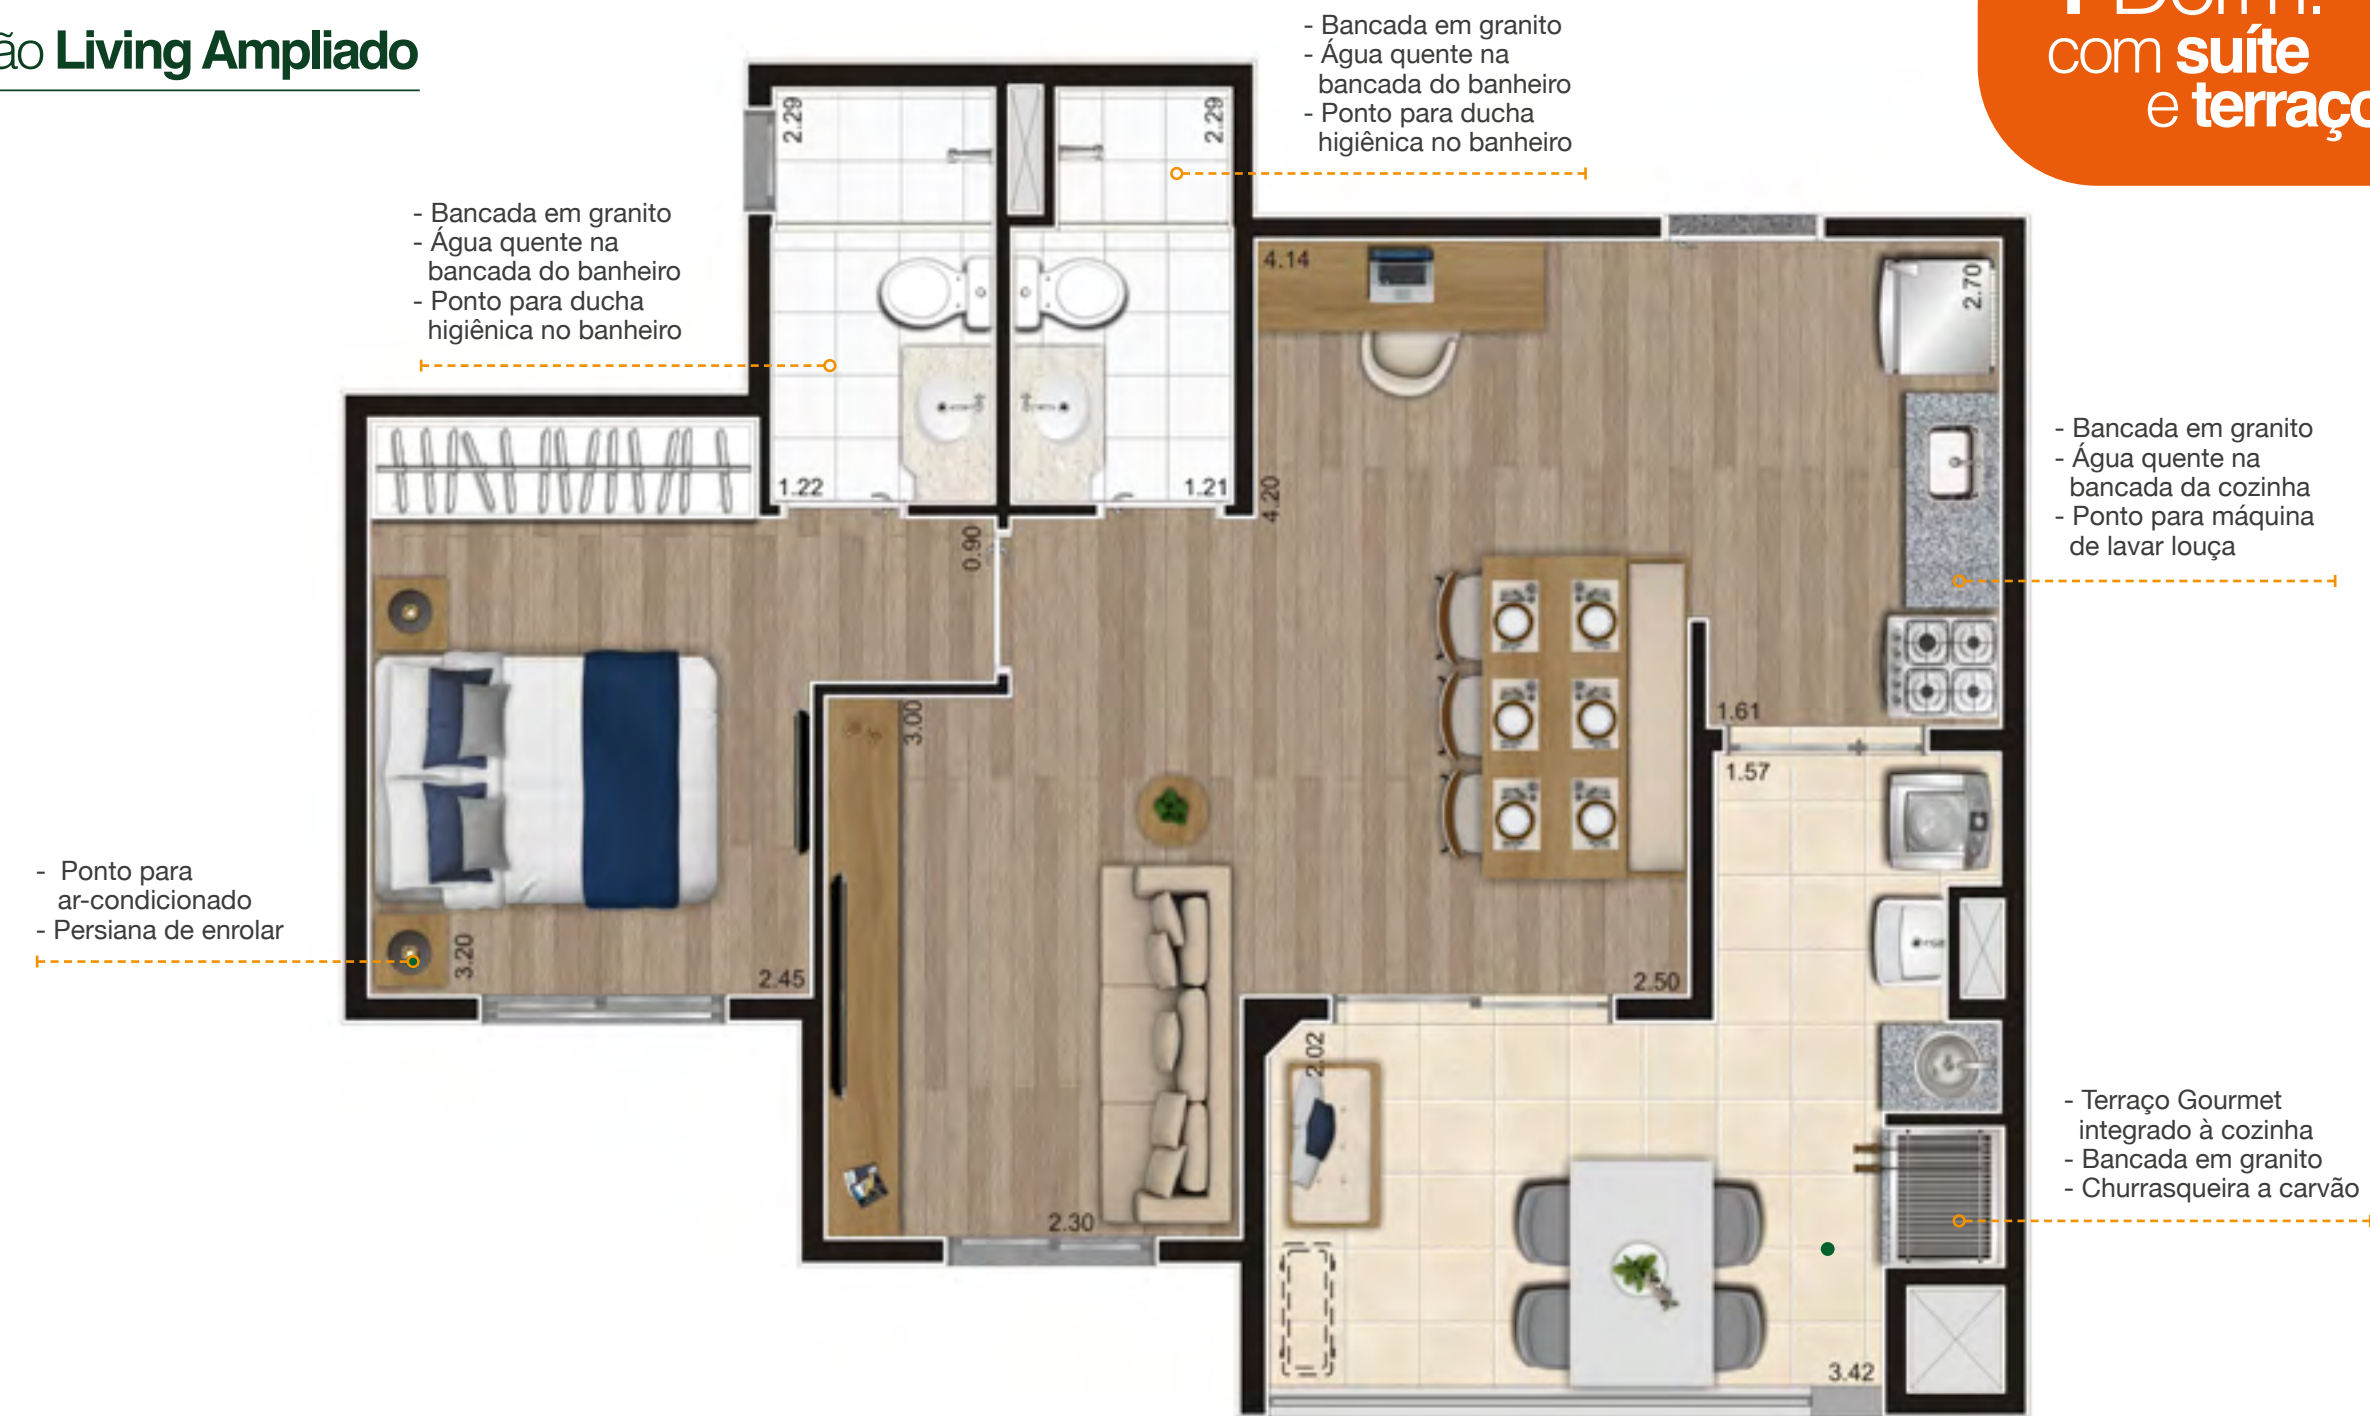 ão Living Ampliado
1 Dorm.
com suíte
e terraço
- Bancada em granito
- Água quente na
bancada do banheiro
- Ponto para ducha
higiênica no banheiro
- Bancada em granito
- Água quente na
bancada do banheiro
- Ponto para ducha
higiênica no banheiro
2.29
2.29
4.14
2.70
1.22
1.21
4.20
0.90
- Bancada em granito
- Água quente na
bancada da cozinha
- Ponto para máquina
de lavar louça
3.00
1.61
1.57
- Ponto para
ar-condicionado
- Persiana de enrolar
3.20
2.45
2.50
2.02
2.30
- Terraço Gourmet
integrado à cozinha
- Bancada em granito
- Churrasqueira a carvão
3.42